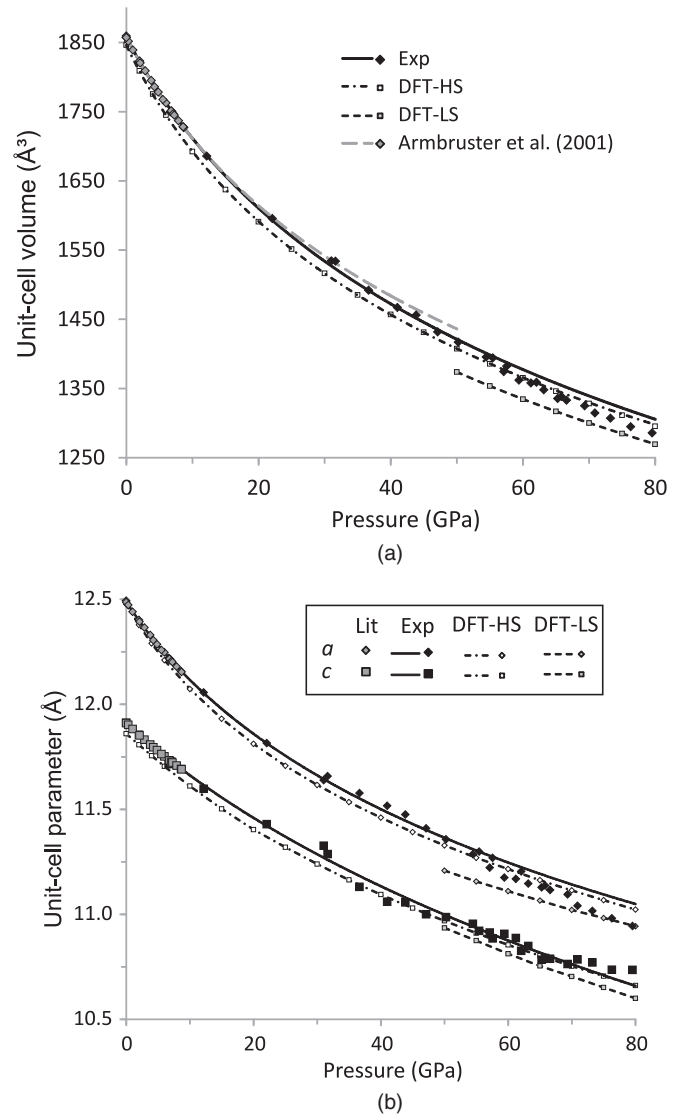 1850
1750
1650
1550
1450
1350
1250
Unit-cell volume (Å³)
Exp
DFT-HS
DFT-LS
Armbruster et al. (2001)
0 20 40 60 80
Pressure (GPa)
(a)
12.5
12.0
11.5
11.0
10.5
Unit-cell parameter (Å)
Lit Exp DFT-HS DFT-LS
a
c
0 20 40 60 80
Pressure (GPa)
(b)